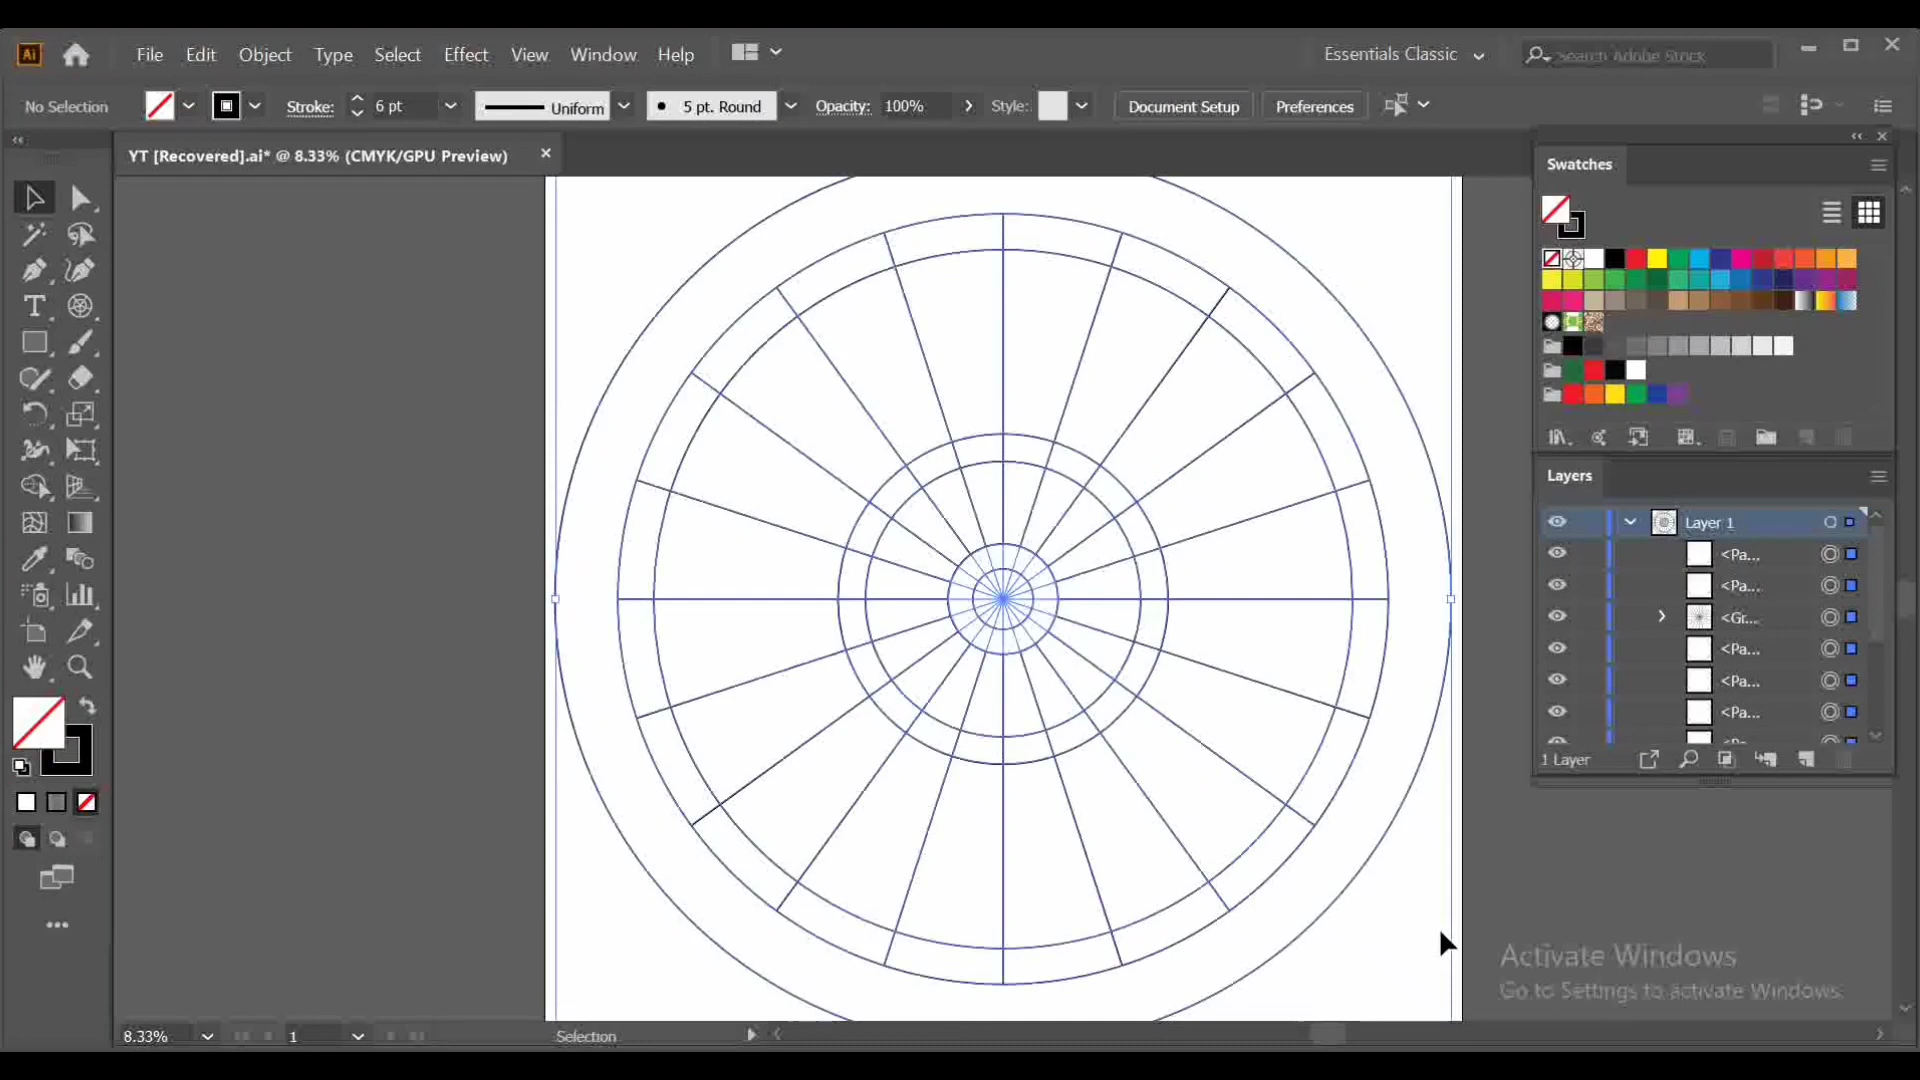 Ai
File Edit Object Type Select Effect View Window Help
Essentials Classic
Search Adobe Stock
No Selection
Stroke: 6 pt
Uniform
5 pt. Round
Opacity: 100%
Style:
Document Setup
Preferences
YT [Recovered].ai* @ 8.33% (CMYK/GPU Preview)
Swatches
Layers
Layer 1
<Pa...
<Pa...
<Gr...
<Pa...
<Pa...
<Pa...
1 Layer
Activate Windows
Go to Settings to activate Windows.
8.33%
1
Selection